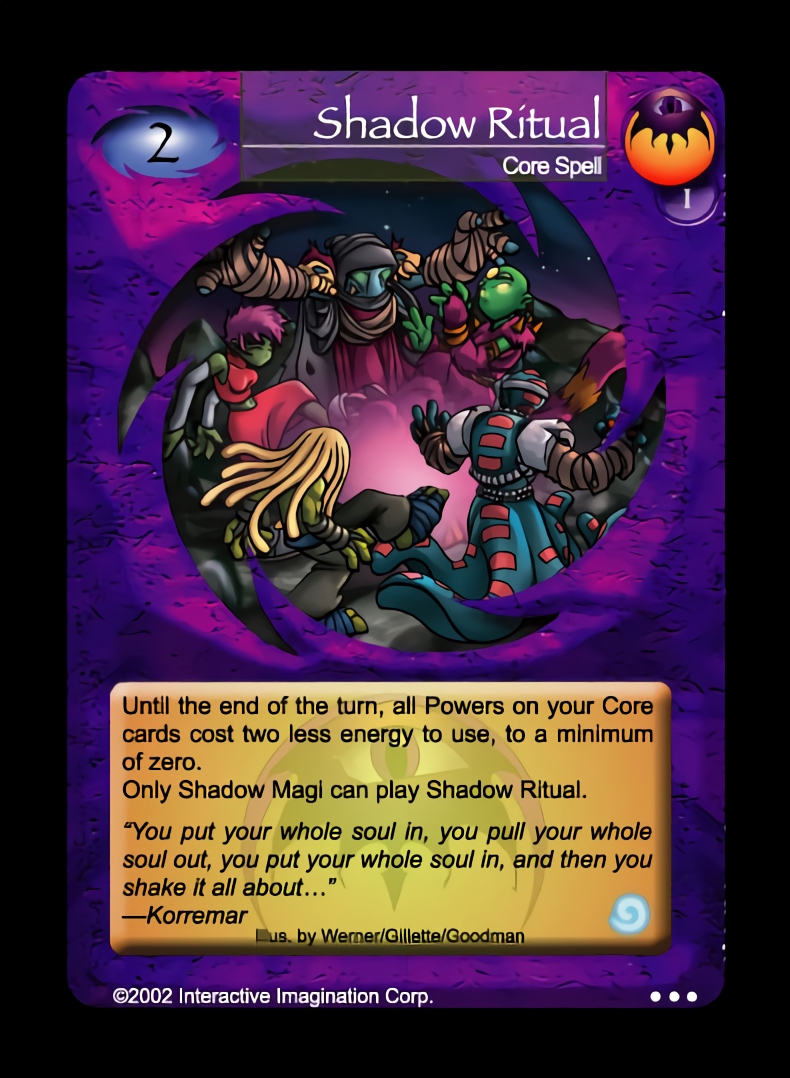 2
Shadow Ritual
Core Spell
I
Until the end of the turn, all Powers on your Core
cards cost two less energy to use, to a minimum
of zero.
Only Shadow Magi can play Shadow Ritual.
“You put your whole soul in, you pull your whole
soul out, you put your whole soul in, and then you
shake it all about…”
—Korremar
Illus. by Werner/Gillette/Goodman
©2002 Interactive Imagination Corp.